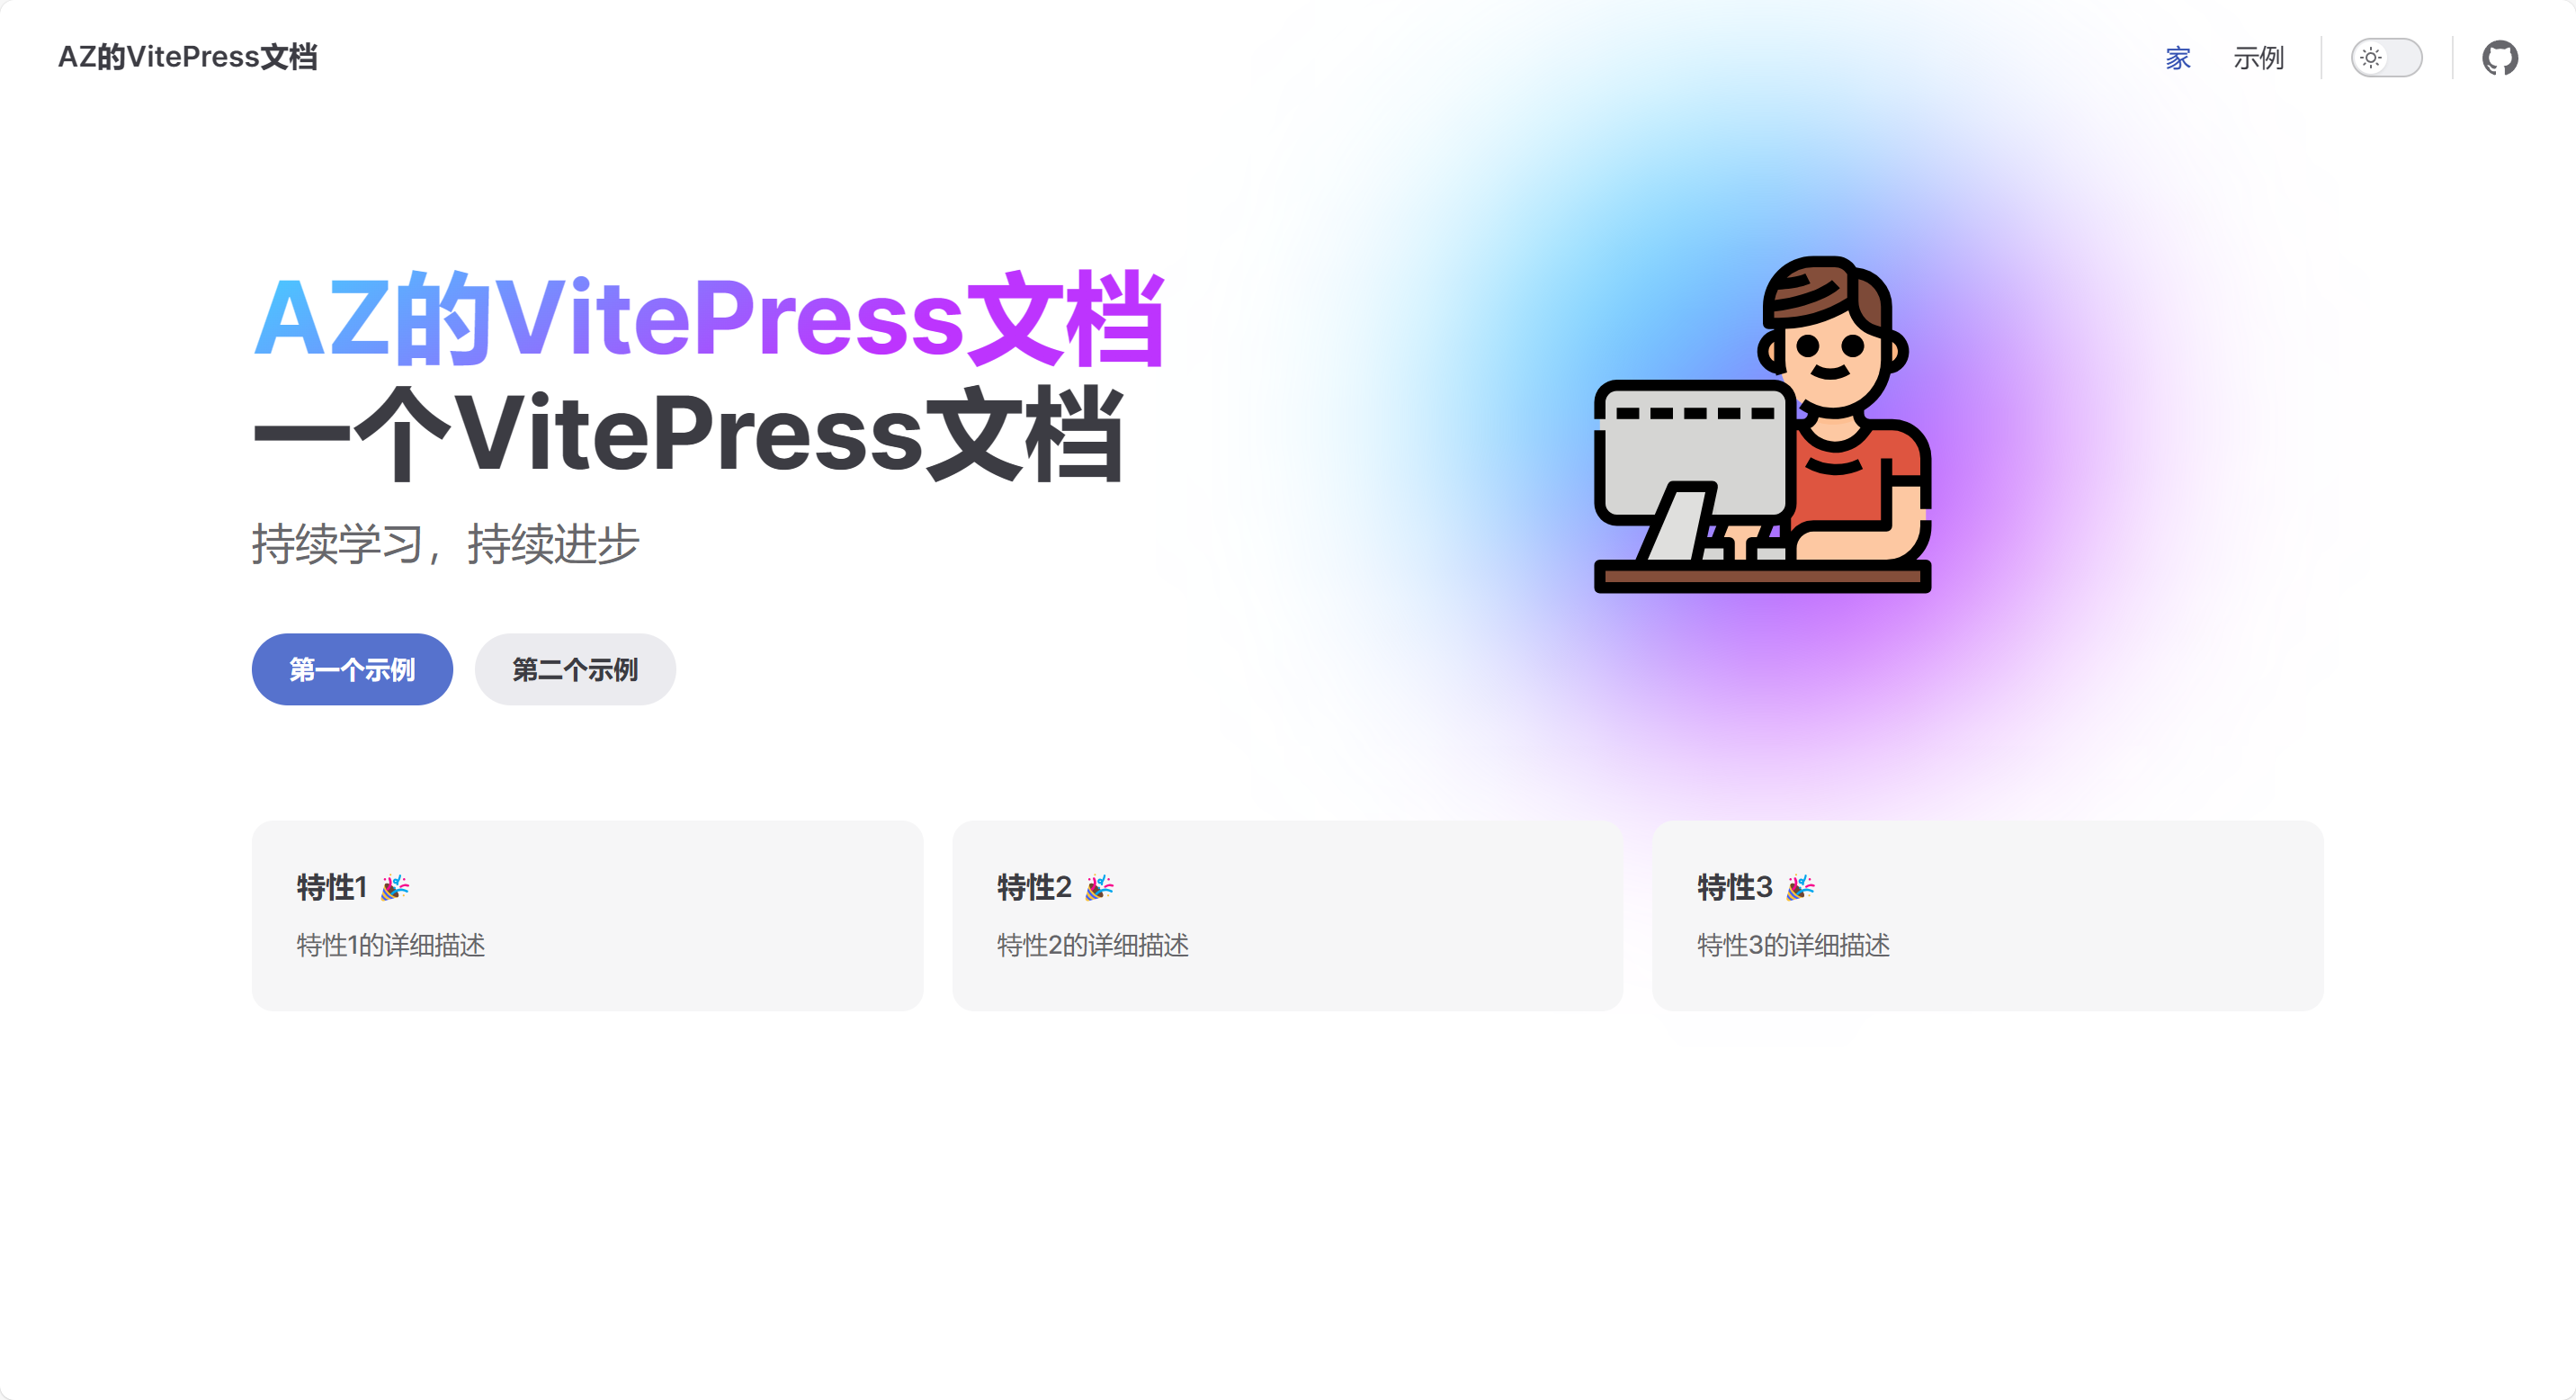 AZ的VitePress文档
家 示例
AZ的VitePress文档
一个VitePress文档
持续学习，持续进步
第一个示例 第二个示例
特性1 🎉 特性2 🎉 特性3 🎉
特性1的详细描述 特性2的详细描述 特性3的详细描述